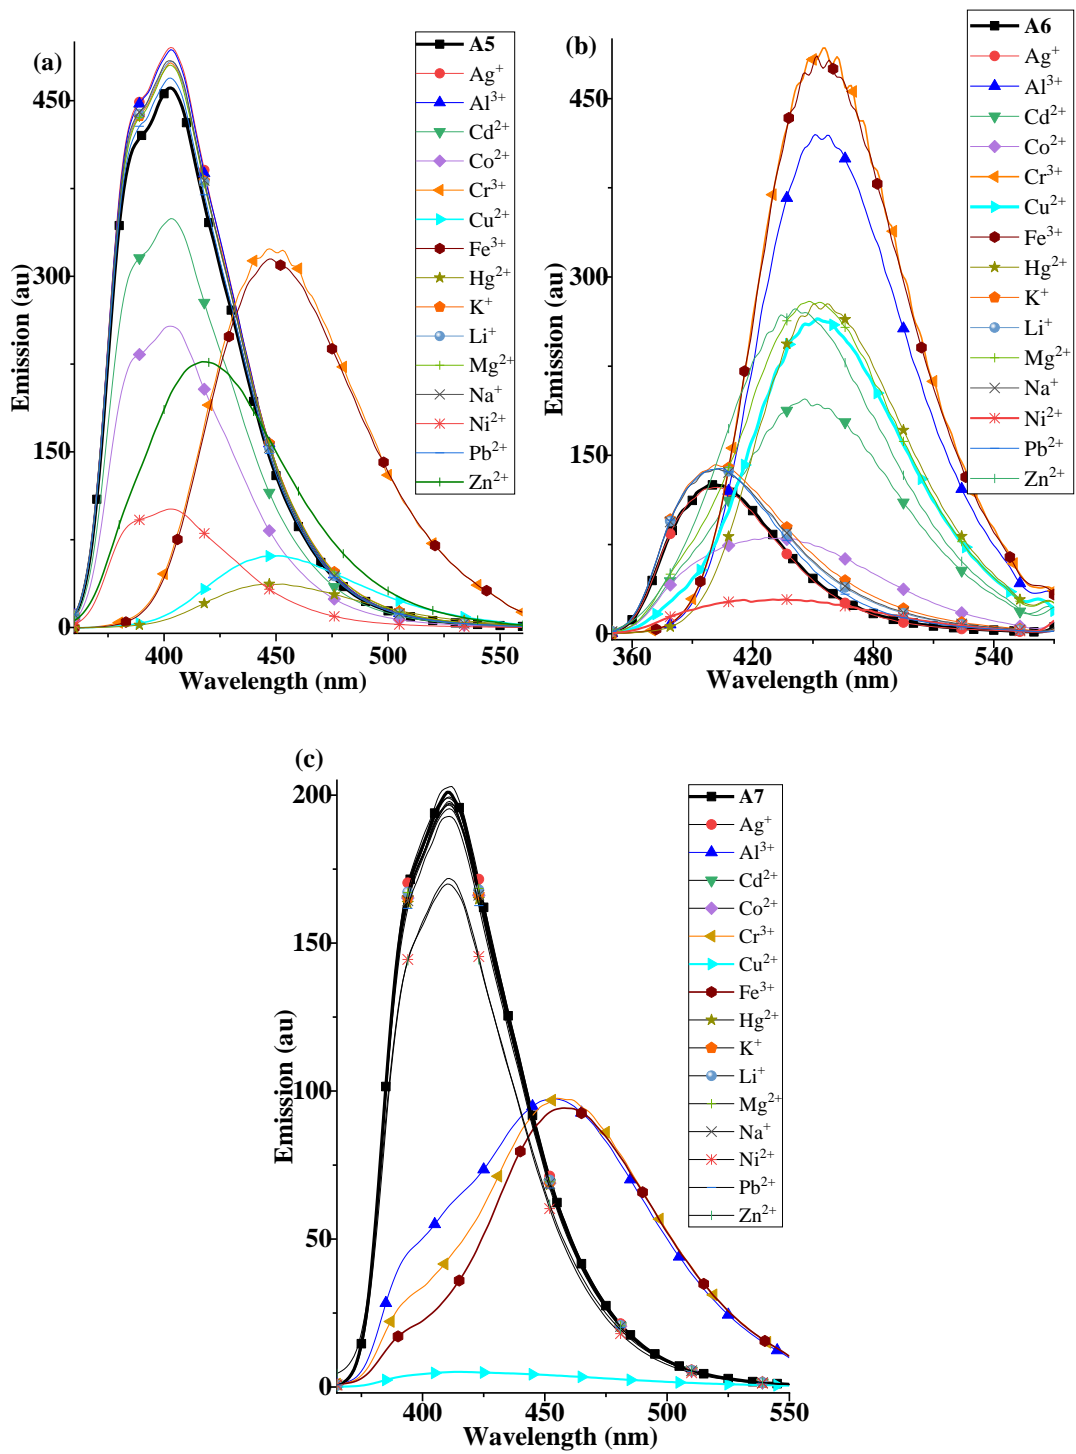 (a)
A5
Ag⁺
Al³⁺
Cd²⁺
Co²⁺
Cr³⁺
Cu²⁺
Fe³⁺
Hg²⁺
K⁺
Li⁺
Mg²⁺
Na⁺
Ni²⁺
Pb²⁺
Zn²⁺
450
300
150
0
Emission (au)
400 450 500 550
Wavelength (nm)
(b)
A6
Ag⁺
Al³⁺
Cd²⁺
Co²⁺
Cr³⁺
Cu²⁺
Fe³⁺
Hg²⁺
K⁺
Li⁺
Mg²⁺
Na⁺
Ni²⁺
Pb²⁺
Zn²⁺
450
300
150
0
Emission (au)
360 420 480 540
Wavelength (nm)
(c)
A7
Ag⁺
Al³⁺
Cd²⁺
Co²⁺
Cr³⁺
Cu²⁺
Fe³⁺
Hg²⁺
K⁺
Li⁺
Mg²⁺
Na⁺
Ni²⁺
Pb²⁺
Zn²⁺
200
150
100
50
0
Emission (au)
400 450 500 550
Wavelength (nm)